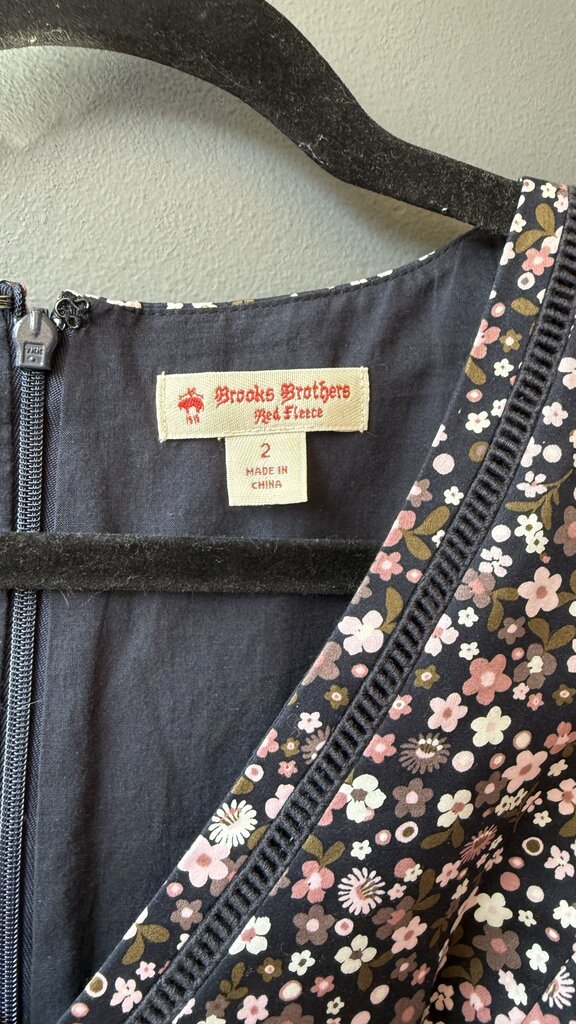 Brooks Brothers
Red Fleece
2
MADE IN
CHINA